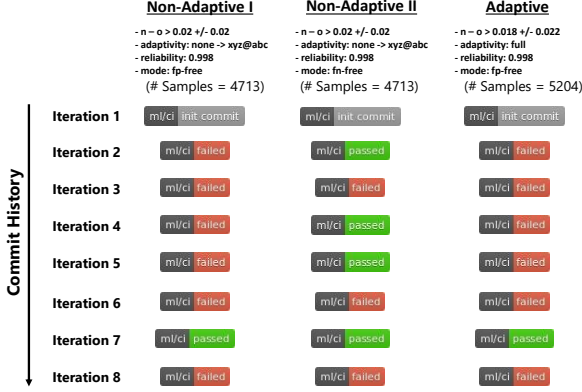 Non-Adaptive I
Non-Adaptive II
Adaptive
- n – o > 0.02 +/- 0.02
- adaptivity: none -> xyz@abc
- reliability: 0.998
- mode: fp-free
(# Samples = 4713)
- n – o > 0.02 +/- 0.02
- adaptivity: none -> xyz@abc
- reliability: 0.998
- mode: fn-free
(# Samples = 4713)
- n – o > 0.018 +/- 0.022
- adaptivity: full
- reliability: 0.998
- mode: fp-free
(# Samples = 5204)
Commit History
Iteration 1 ml/ci init commit ml/ci init commit ml/ci init commit
Iteration 2 ml/ci failed ml/ci passed ml/ci failed
Iteration 3 ml/ci failed ml/ci failed ml/ci failed
Iteration 4 ml/ci failed ml/ci passed ml/ci failed
Iteration 5 ml/ci failed ml/ci passed ml/ci failed
Iteration 6 ml/ci failed ml/ci failed ml/ci failed
Iteration 7 ml/ci passed ml/ci passed ml/ci passed
Iteration 8 ml/ci failed ml/ci failed ml/ci failed